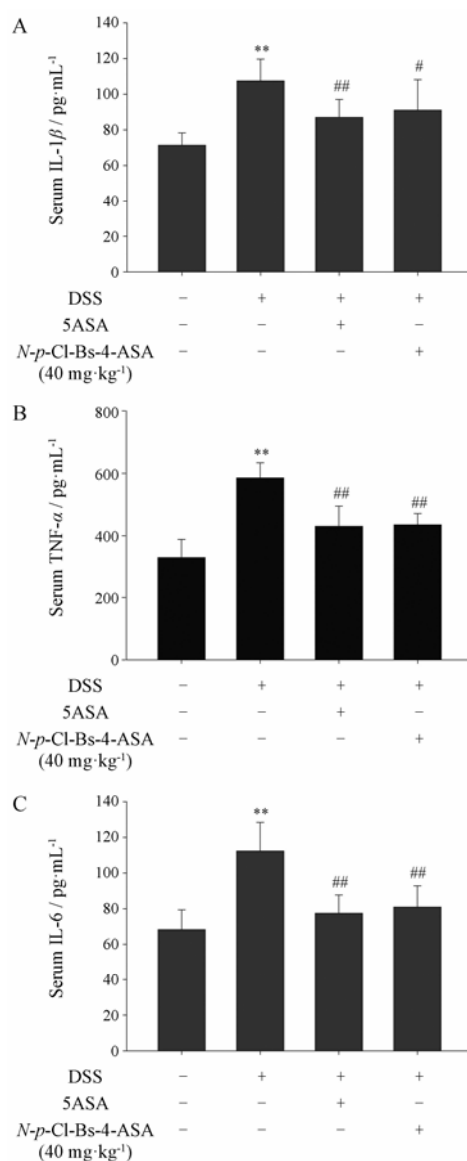 A
140
120
100
80
60
40
20
0
Serum IL-1β / pg·mL-1
**
##
#
DSS − + + +
5ASA − − + −
N-p-Cl-Bs-4-ASA − − − +
(40 mg·kg-1)
B
800
600
400
200
0
Serum TNF-α / pg·mL-1
**
##
##
DSS − + + +
5ASA − − + −
N-p-Cl-Bs-4-ASA − − − +
(40 mg·kg-1)
C
140
120
100
80
60
40
20
0
Serum IL-6 / pg·mL-1
**
##
##
DSS − + + +
5ASA − − + −
N-p-Cl-Bs-4-ASA − − − +
(40 mg·kg-1)